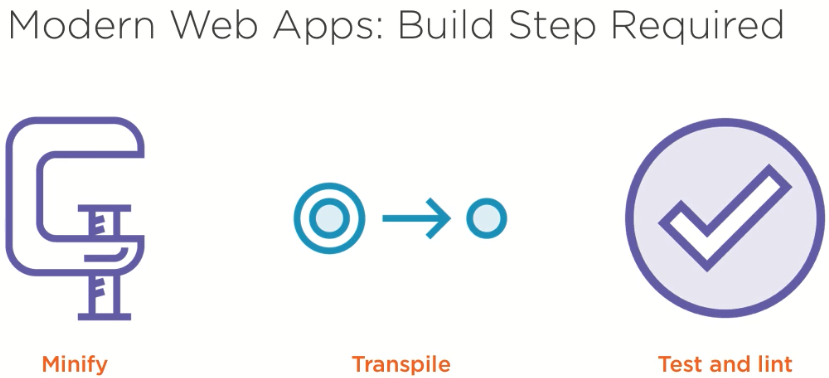 Modern Web Apps: Build Step Required
Minify
Transpile
Test and lint